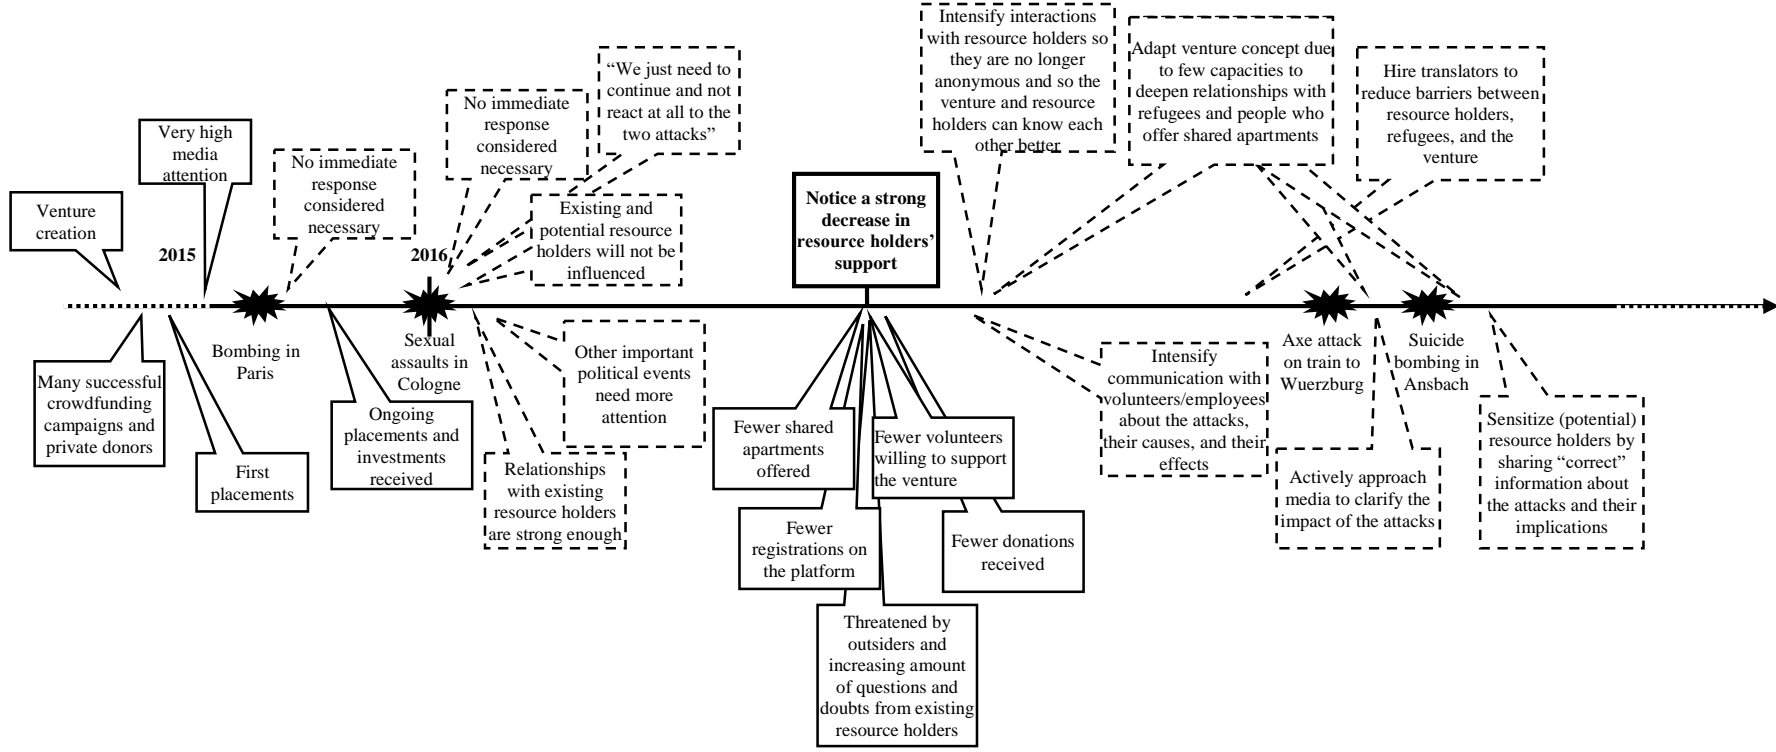 Venture
creation
Very high
media
attention
2015
No immediate
response
considered
necessary
No immediate
response
considered
necessary
2016
“We just need to
continue and not
react at all to the
two attacks”
Existing and
potential resource
holders will not be
influenced
Notice a strong
decrease in
resource holders’
support
Intensify interactions
with resource holders so
they are no longer
anonymous and so the
venture and resource
holders can know each
other better
Adapt venture concept due
to few capacities to
deepen relationships with
refugees and people who
offer shared apartments
Hire translators to
reduce barriers between
resource holders,
refugees, and the
venture
Many successful
crowdfunding
campaigns and
private donors
First
placements
Bombing in
Paris
Ongoing
placements and
investments
received
Sexual
assaults in
Cologne
Relationships
with existing
resource holders
are strong enough
Other important
political events
need more
attention
Fewer shared
apartments
offered
Fewer
registrations on
the platform
Threatened by
outsiders and
increasing amount
of questions and
doubts from existing
resource holders
Fewer volunteers
willing to support
the venture
Fewer donations
received
Intensify
communication with
volunteers/employees
about the attacks,
their causes, and their
effects
Axe attack
on train to
Wuerzburg
Actively approach
media to clarify the
impact of the attacks
Suicide
bombing in
Ansbach
Sensitize (potential)
resource holders by
sharing “correct”
information about
the attacks and their
implications